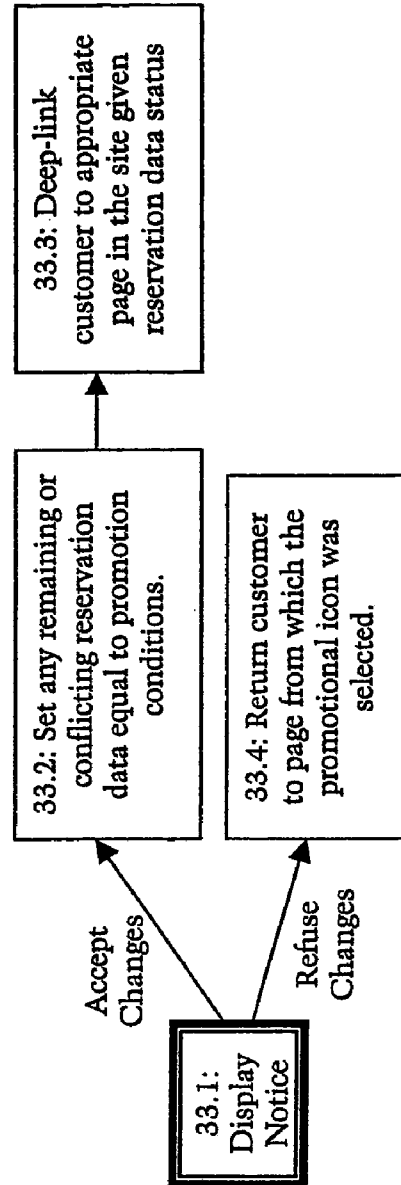 33.1:
Display
Notice
Accept
Changes
Refuse
Changes
33.2: Set any remaining or
conflicting reservation
data equal to promotion
conditions.
33.3: Deep-link
customer to appropriate
page in the site given
reservation data status
33.4: Return customer
to page from which the
promotional icon was
selected.